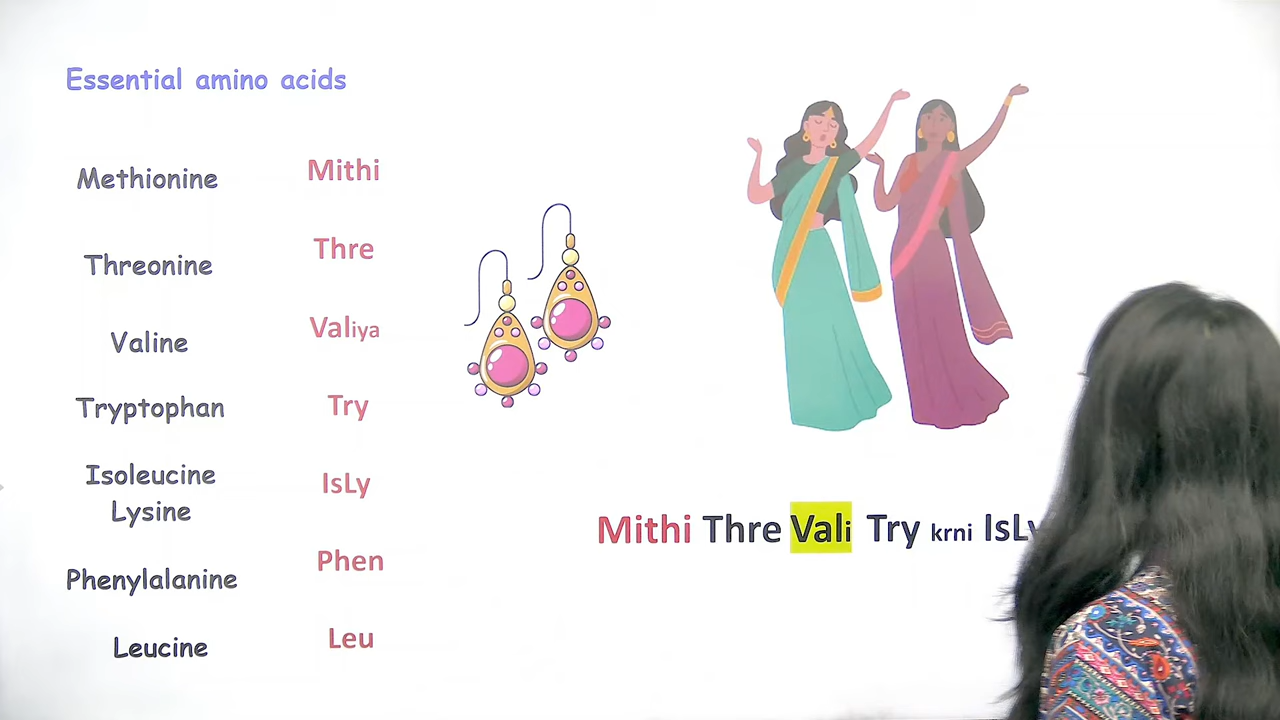 Essential amino acids
Methionine Mithi
Threonine Thre
Valine Valiya
Tryptophan Try
Isoleucine IsLy
Lysine
Phenylalanine Phen
Leucine Leu
Mithi Thre Vali Try krni IsLy